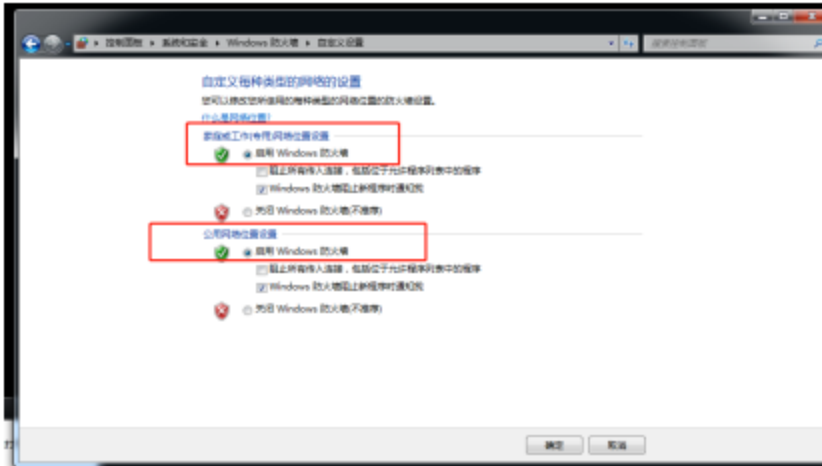 控制面板 ▸ 系统和安全 ▸ Windows 防火墙 ▸ 自定义设置
搜索控制面板
自定义每种类型的网络的设置
您可以修改您所使用的每种类型的网络位置的防火墙设置。
什么是网络位置?
家庭或工作(专用)网络位置设置
启用 Windows 防火墙
阻止所有传入连接，包括位于允许程序列表中的程序
Windows 防火墙阻止新程序时通知我
关闭 Windows 防火墙(不推荐)
公用网络位置设置
启用 Windows 防火墙
阻止所有传入连接，包括位于允许程序列表中的程序
Windows 防火墙阻止新程序时通知我
关闭 Windows 防火墙(不推荐)
确定
取消